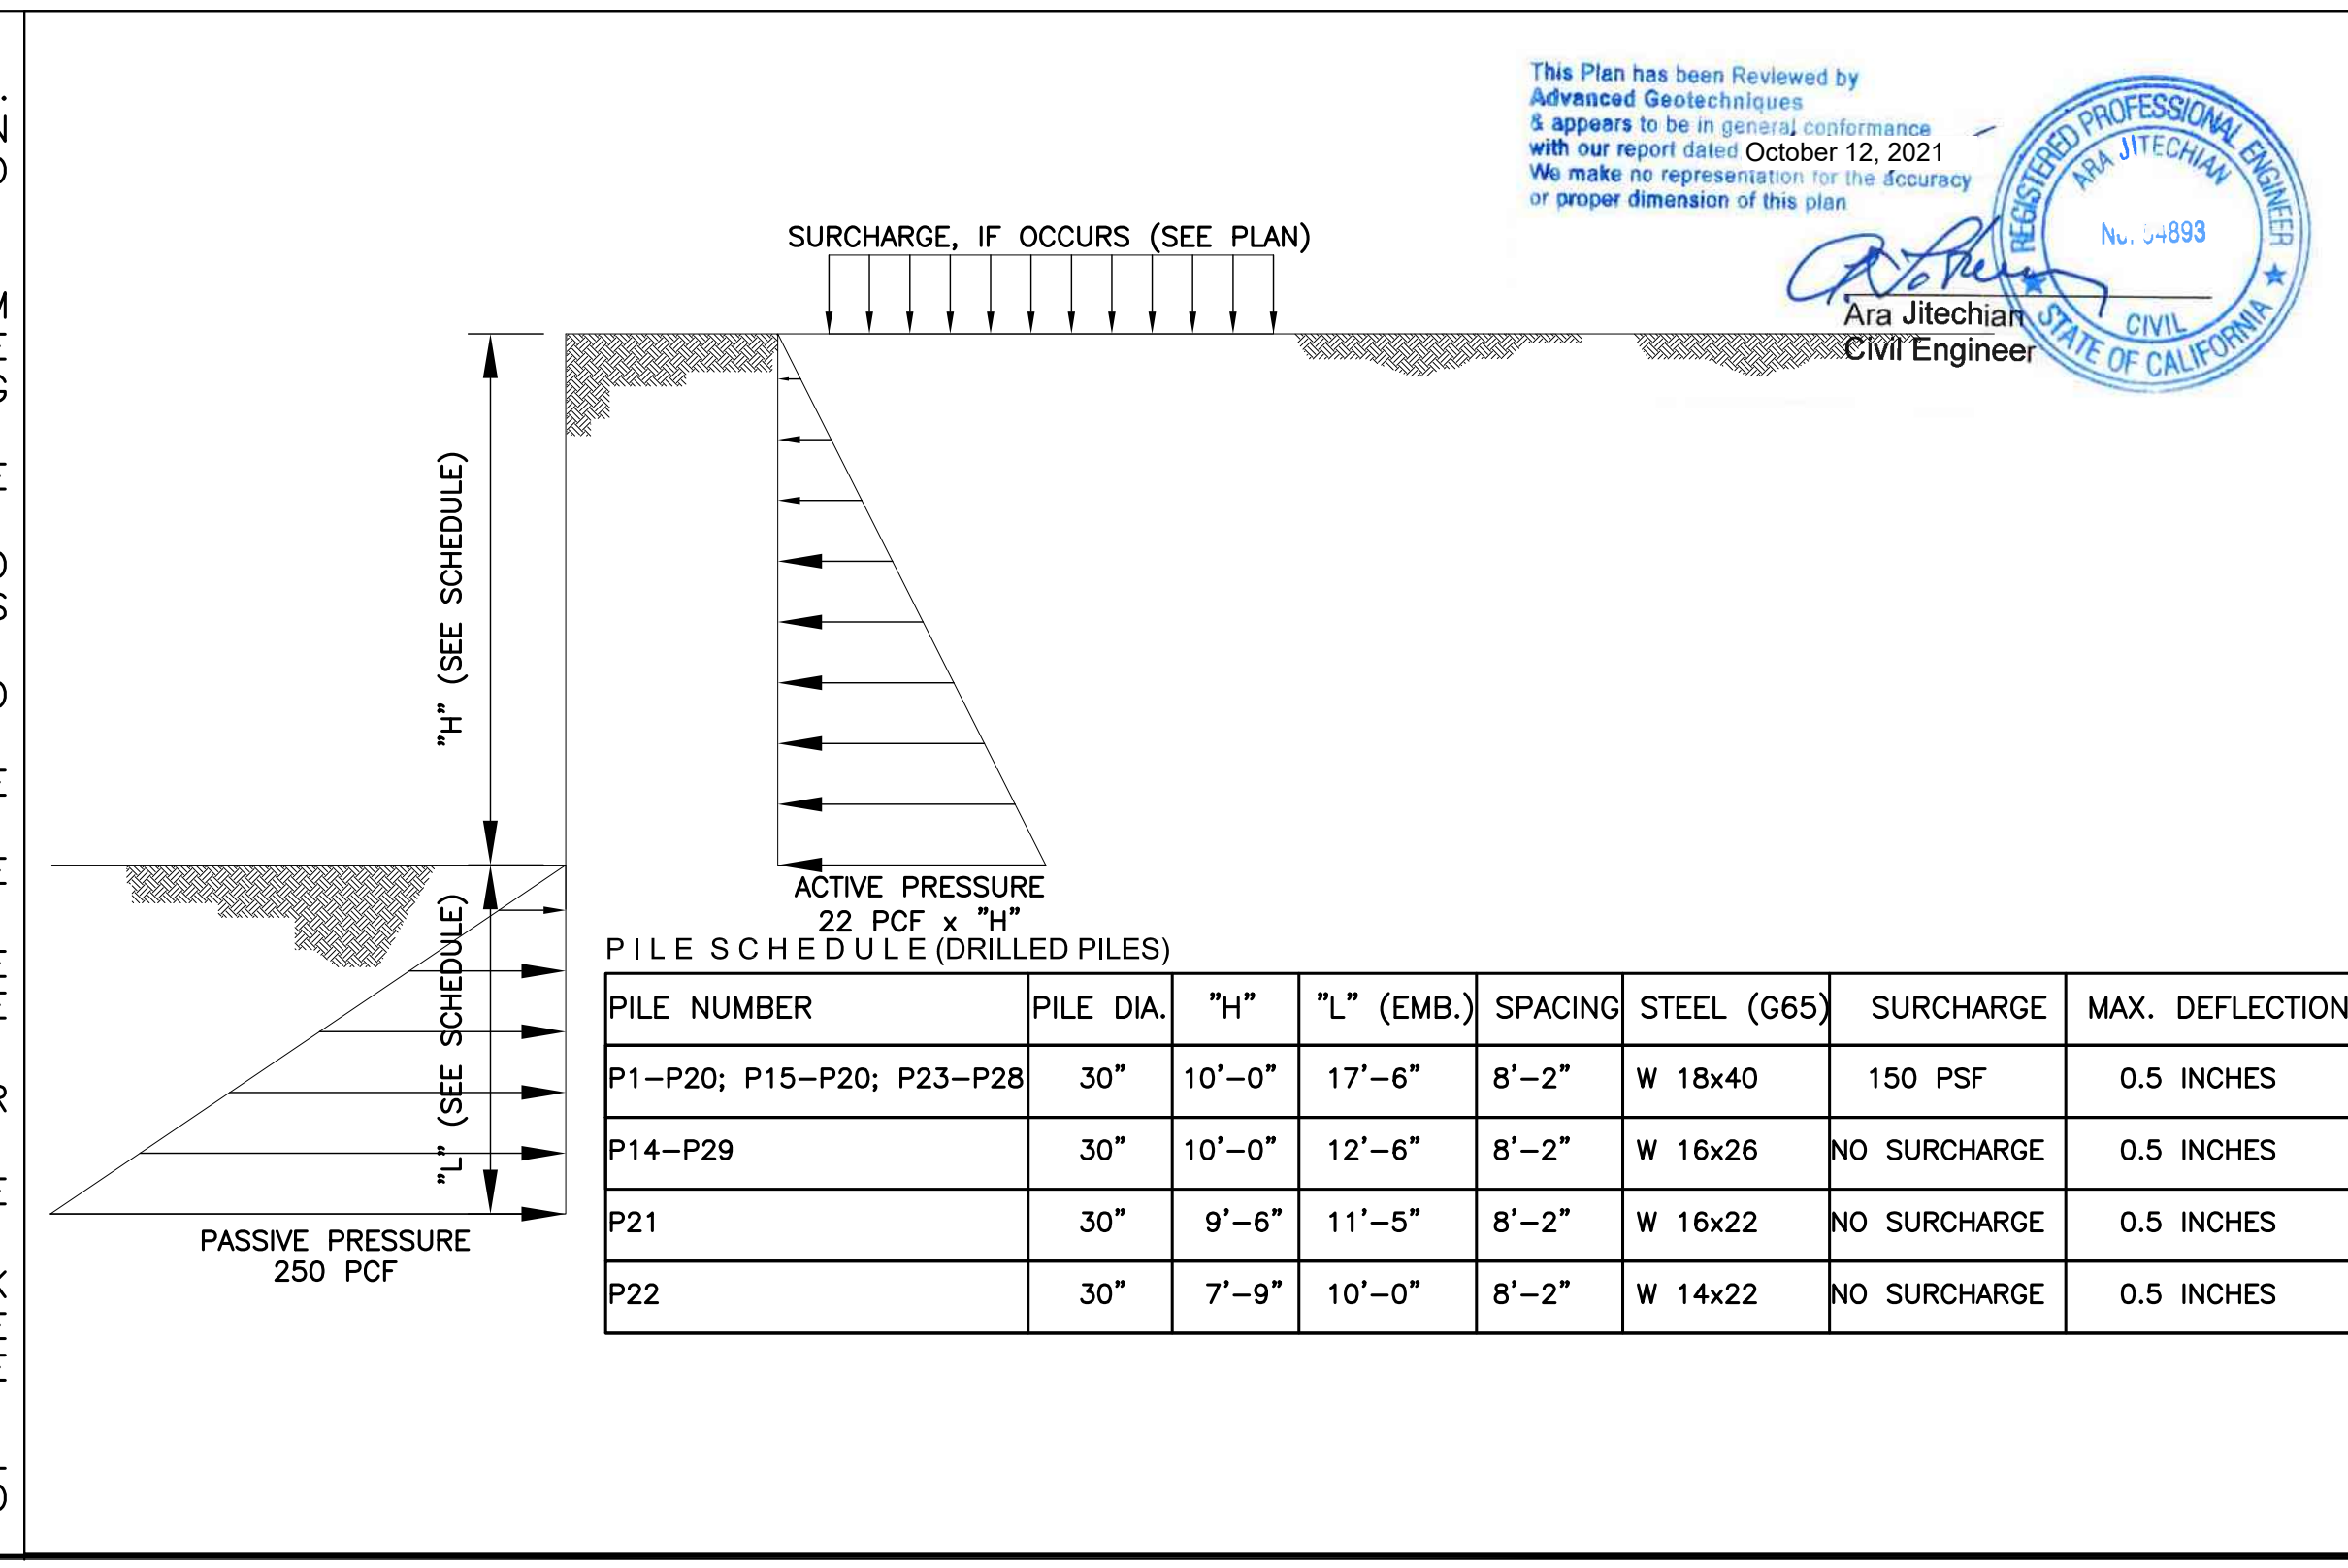 This Plan has been Reviewed by
Advanced Geotechniques
& appears to be in general conformance
with our report dated October 12, 2021
We make no representation for the accuracy
or proper dimension of this plan
REGISTERED PROFESSIONAL ENGINEER
ARA JITECHIAN
CIVIL
STATE OF CALIFORNIA
Ara Jitechian
Civil Engineer
SURCHARGE, IF OCCURS (SEE PLAN)
"H" (SEE SCHEDULE)
"L" (SEE SCHEDULE)
ACTIVE PRESSURE
22 PCF x "H"
PASSIVE PRESSURE
250 PCF
PILE SCHEDULE (DRILLED PILES)
PILE NUMBER PILE DIA. "H" "L" (EMB.) SPACING STEEL (G65) SURCHARGE MAX. DEFLECTION
P1-P20; P15-P20; P23-P28 30" 10'-0" 17'-6" 8'-2" W 18x40 150 PSF 0.5 INCHES
P14-P29 30" 10'-0" 12'-6" 8'-2" W 16x26 NO SURCHARGE 0.5 INCHES
P21 30" 9'-6" 11'-5" 8'-2" W 16x22 NO SURCHARGE 0.5 INCHES
P22 30" 7'-9" 10'-0" 8'-2" W 14x22 NO SURCHARGE 0.5 INCHES